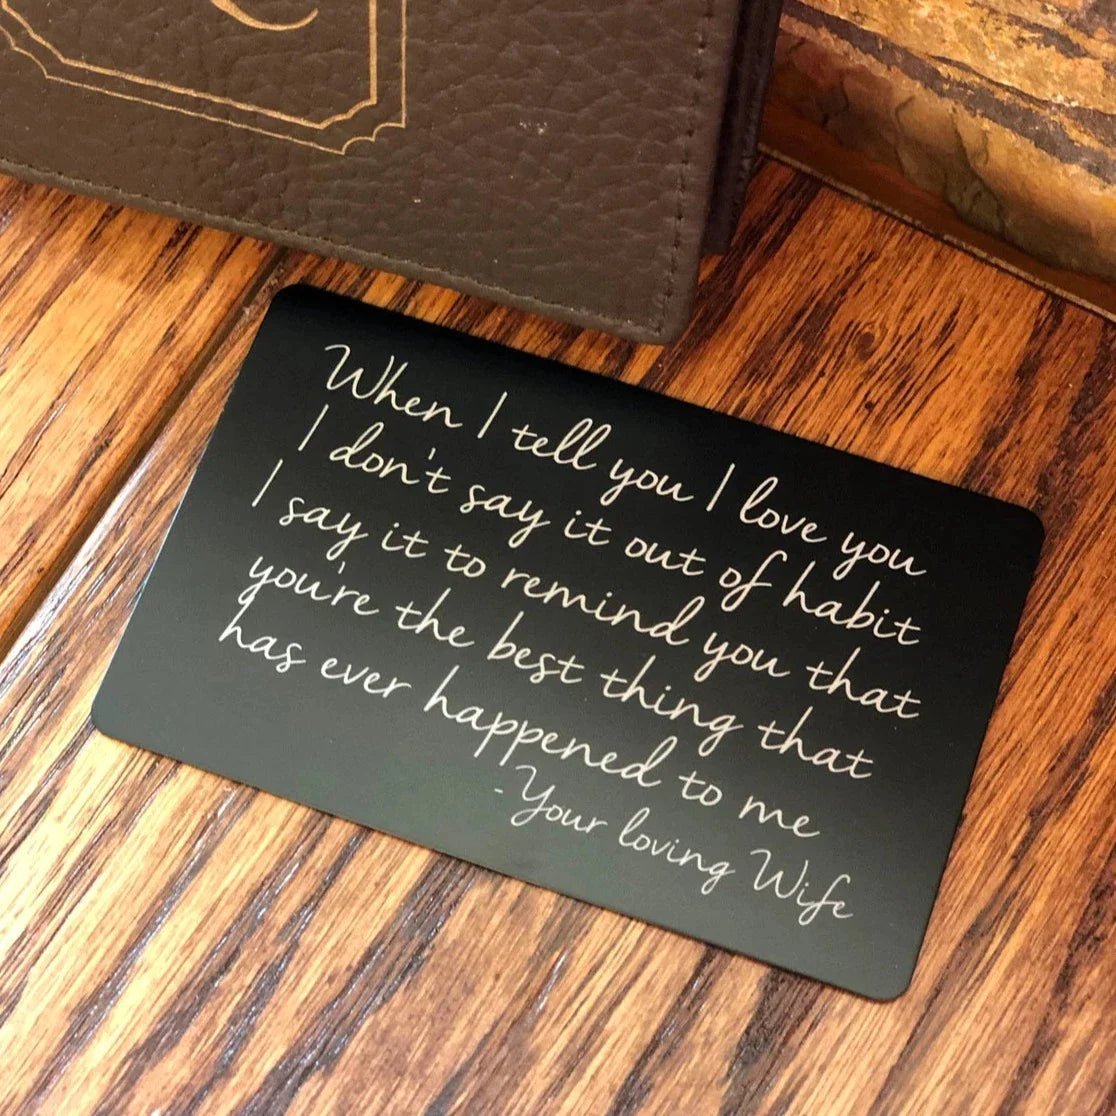 When I tell you I love you
I don't say it out of habit
I say it to remind you that
you're the best thing that
has ever happened to me
-Your loving Wife